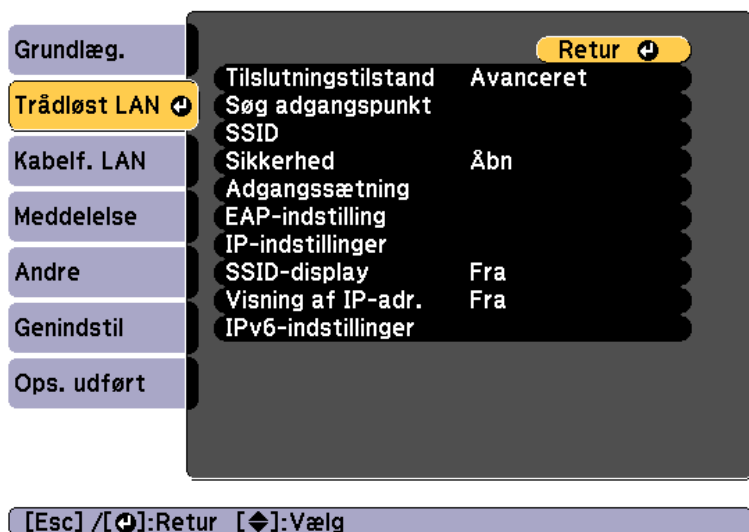 Grundlæg.
Trådløst LAN
Kabelf. LAN
Meddelelse
Andre
Genindstil
Ops. udført
Retur
Tilslutningstilstand Avanceret
Søg adgangspunkt
SSID
Sikkerhed Åbn
Adgangssætning
EAP-indstilling
IP-indstillinger
SSID-display Fra
Visning af IP-adr. Fra
IPv6-indstillinger
[Esc] /[⏎]:Retur [◆]:Vælg